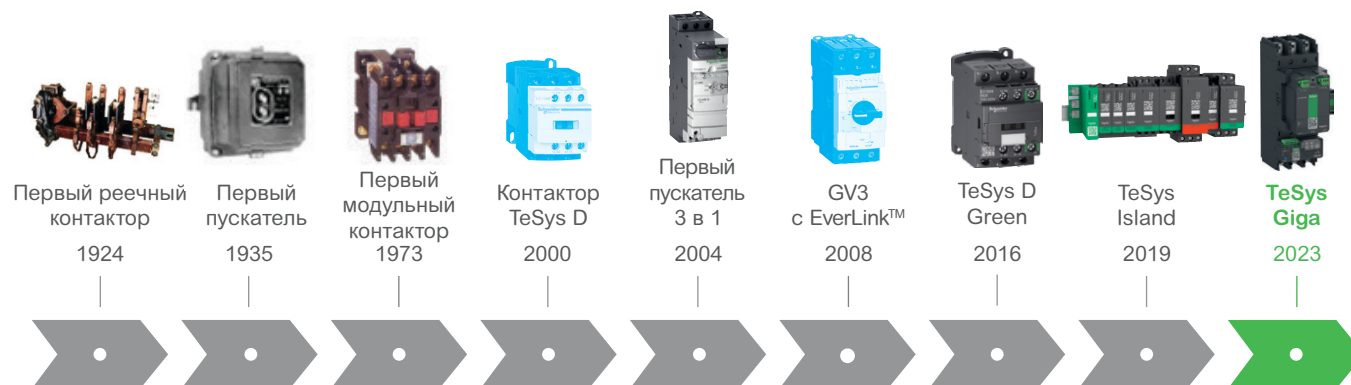 Первый реечный
контактор
1924
Первый
пускатель
1935
Первый
модульный
контактор
1973
Контактор
TeSys D
2000
Первый
пускатель
3 в 1
2004
GV3
с EverLink™
2008
TeSys D
Green
2016
TeSys
Island
2019
TeSys
Giga
2023